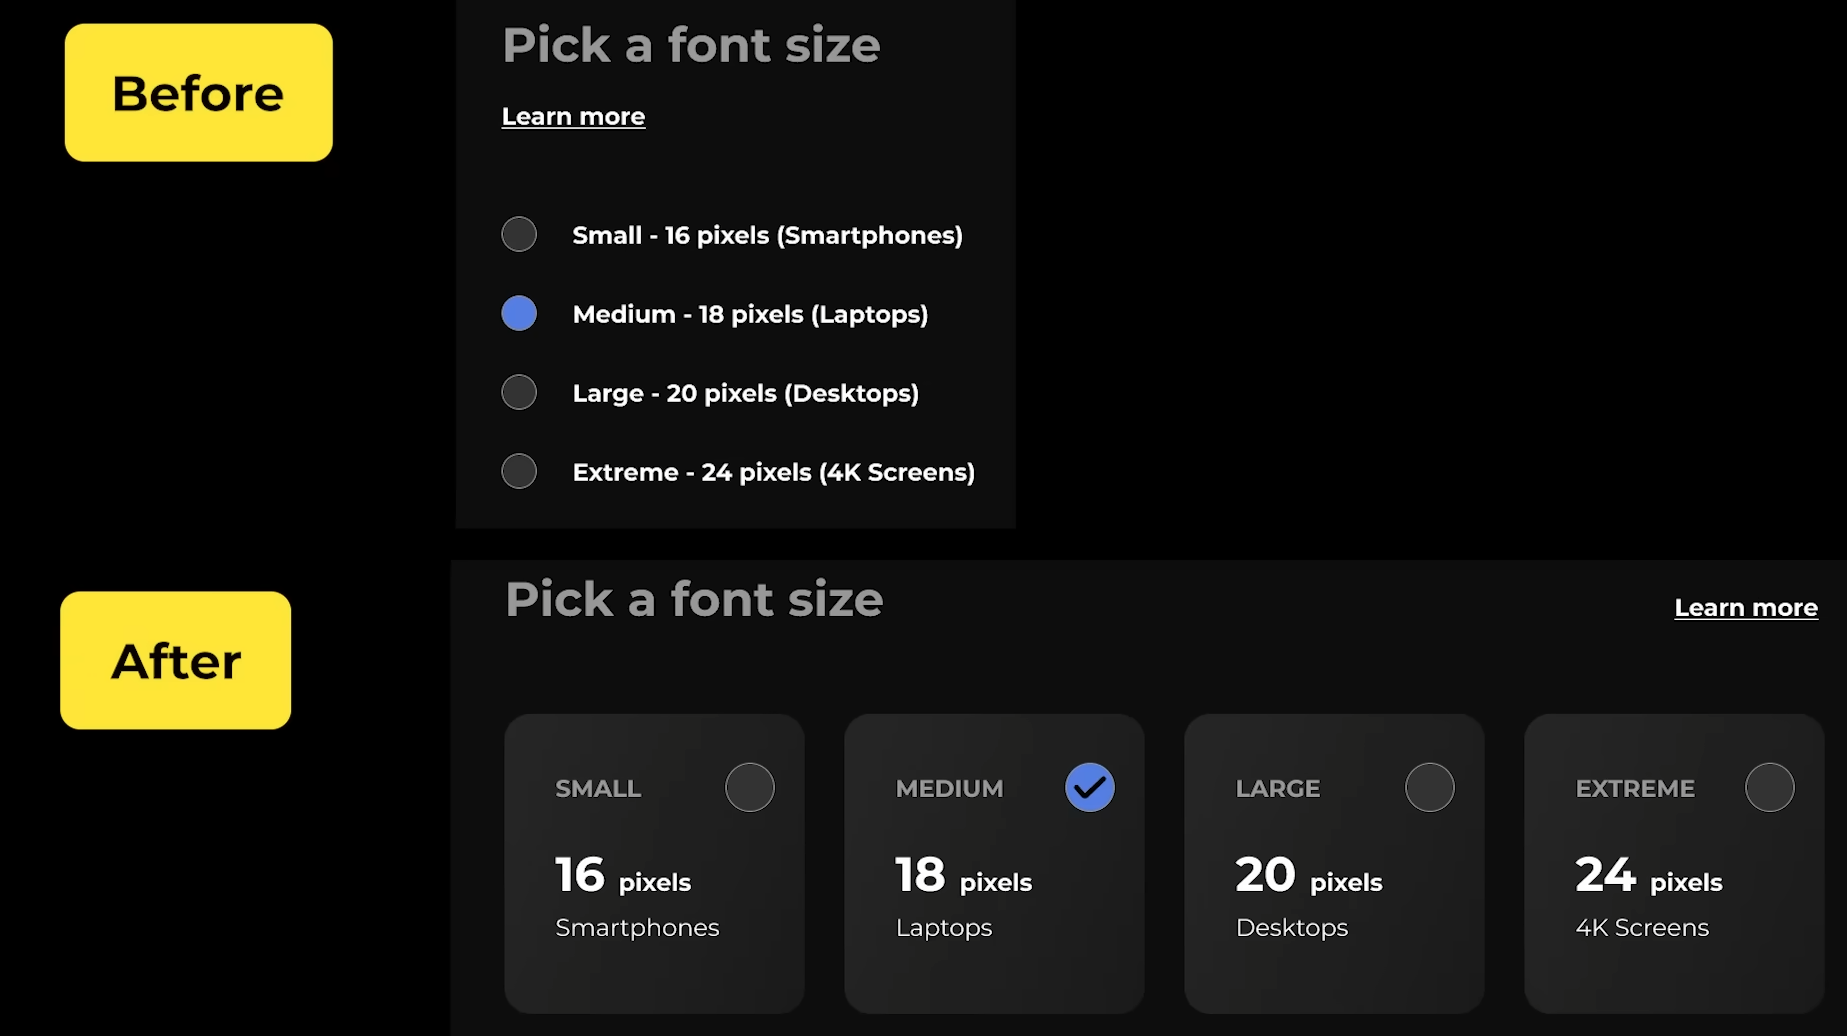 Before
Pick a font size
Learn more
Small - 16 pixels (Smartphones)
Medium - 18 pixels (Laptops)
Large - 20 pixels (Desktops)
Extreme - 24 pixels (4K Screens)
After
Pick a font size
Learn more
SMALL
16 pixels
Smartphones
MEDIUM
18 pixels
Laptops
LARGE
20 pixels
Desktops
EXTREME
24 pixels
4K Screens